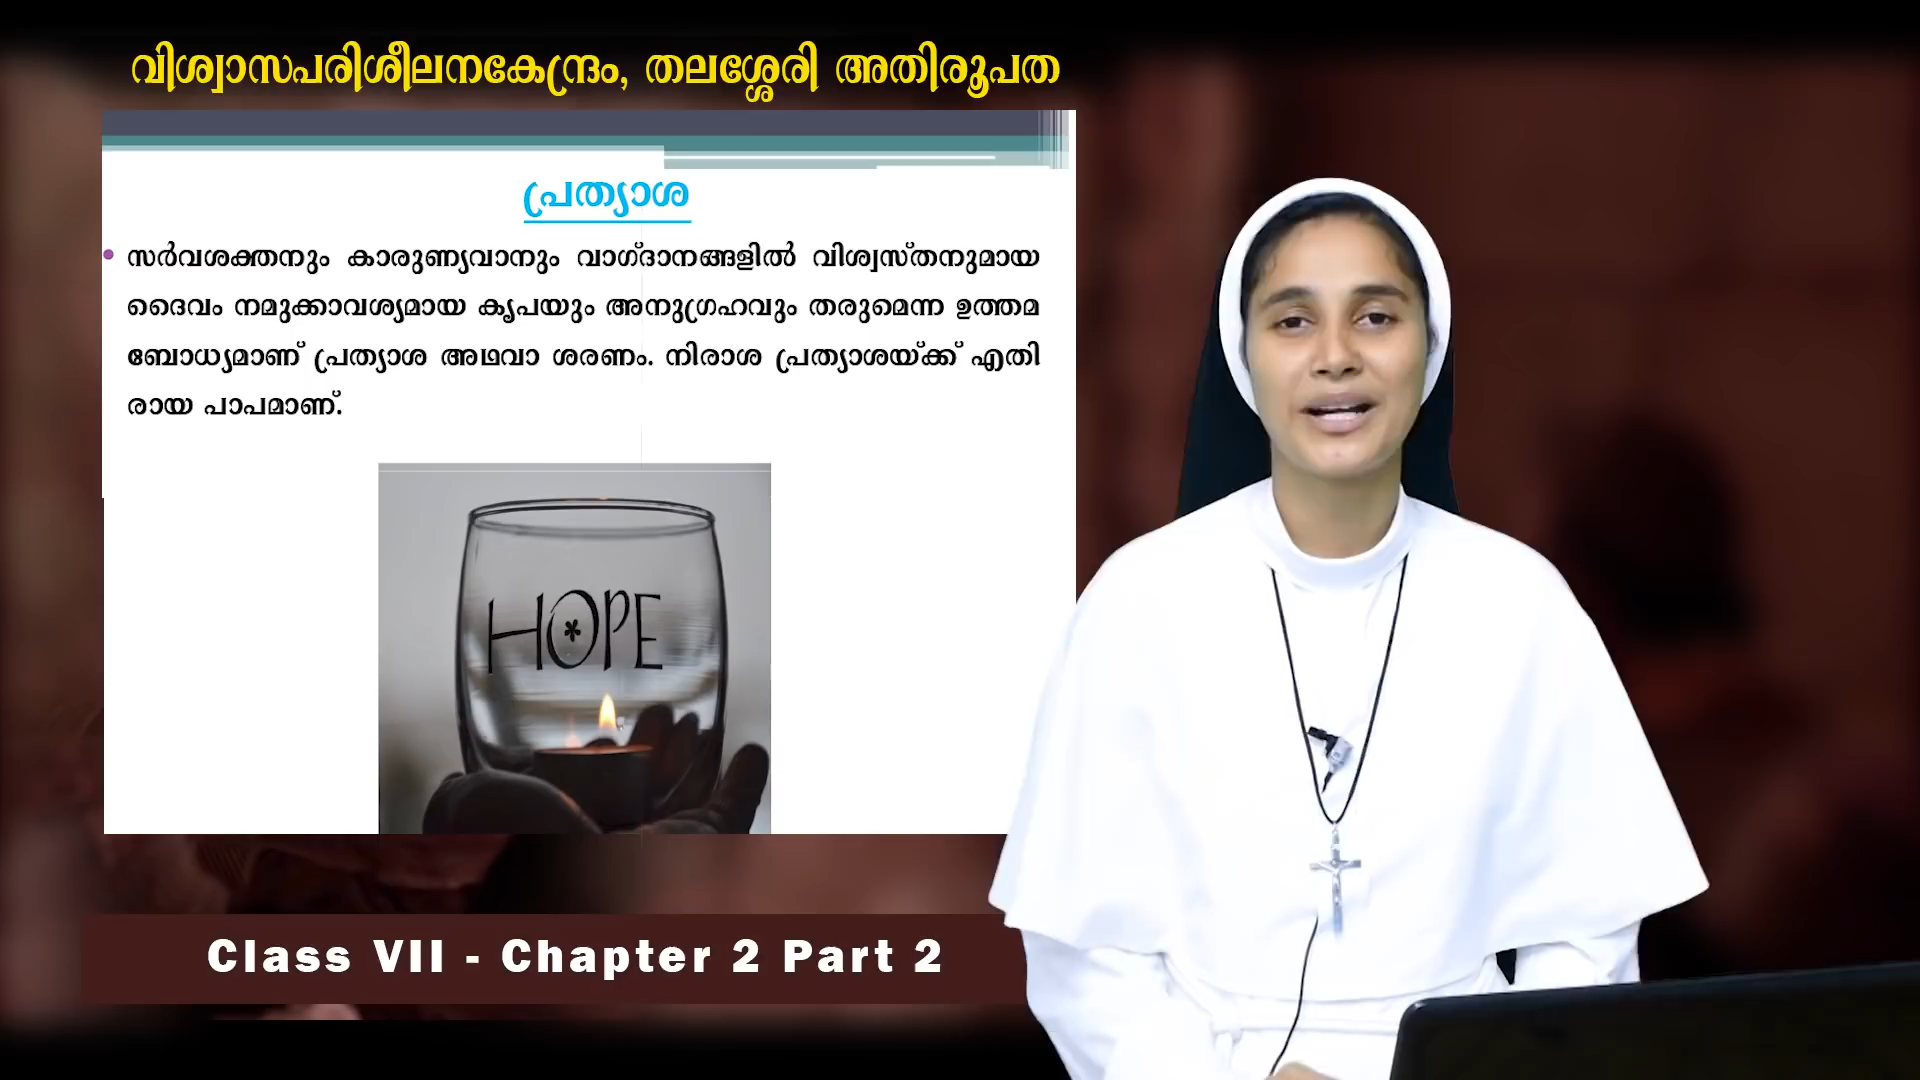 വിശ്വാസപരിശീലനകേന്ദ്രം, തലശ്ശേരി അതിരൂപത
പ്രത്യാശ
സർവശക്തനും കാരുണ്യവാനും വാഗ്ദാനങ്ങളിൽ വിശ്വസ്തനുമായ
ദൈവം നമുക്കാവശ്യമായ കൃപയും അനുഗ്രഹവും തരുമെന്ന ഉത്തമ
ബോധ്യമാണ് പ്രത്യാശ അഥവാ ശരണം. നിരാശ പ്രത്യാശയ്ക്ക് എതി
രായ പാപമാണ്.
HOPE
Class VII - Chapter 2 Part 2